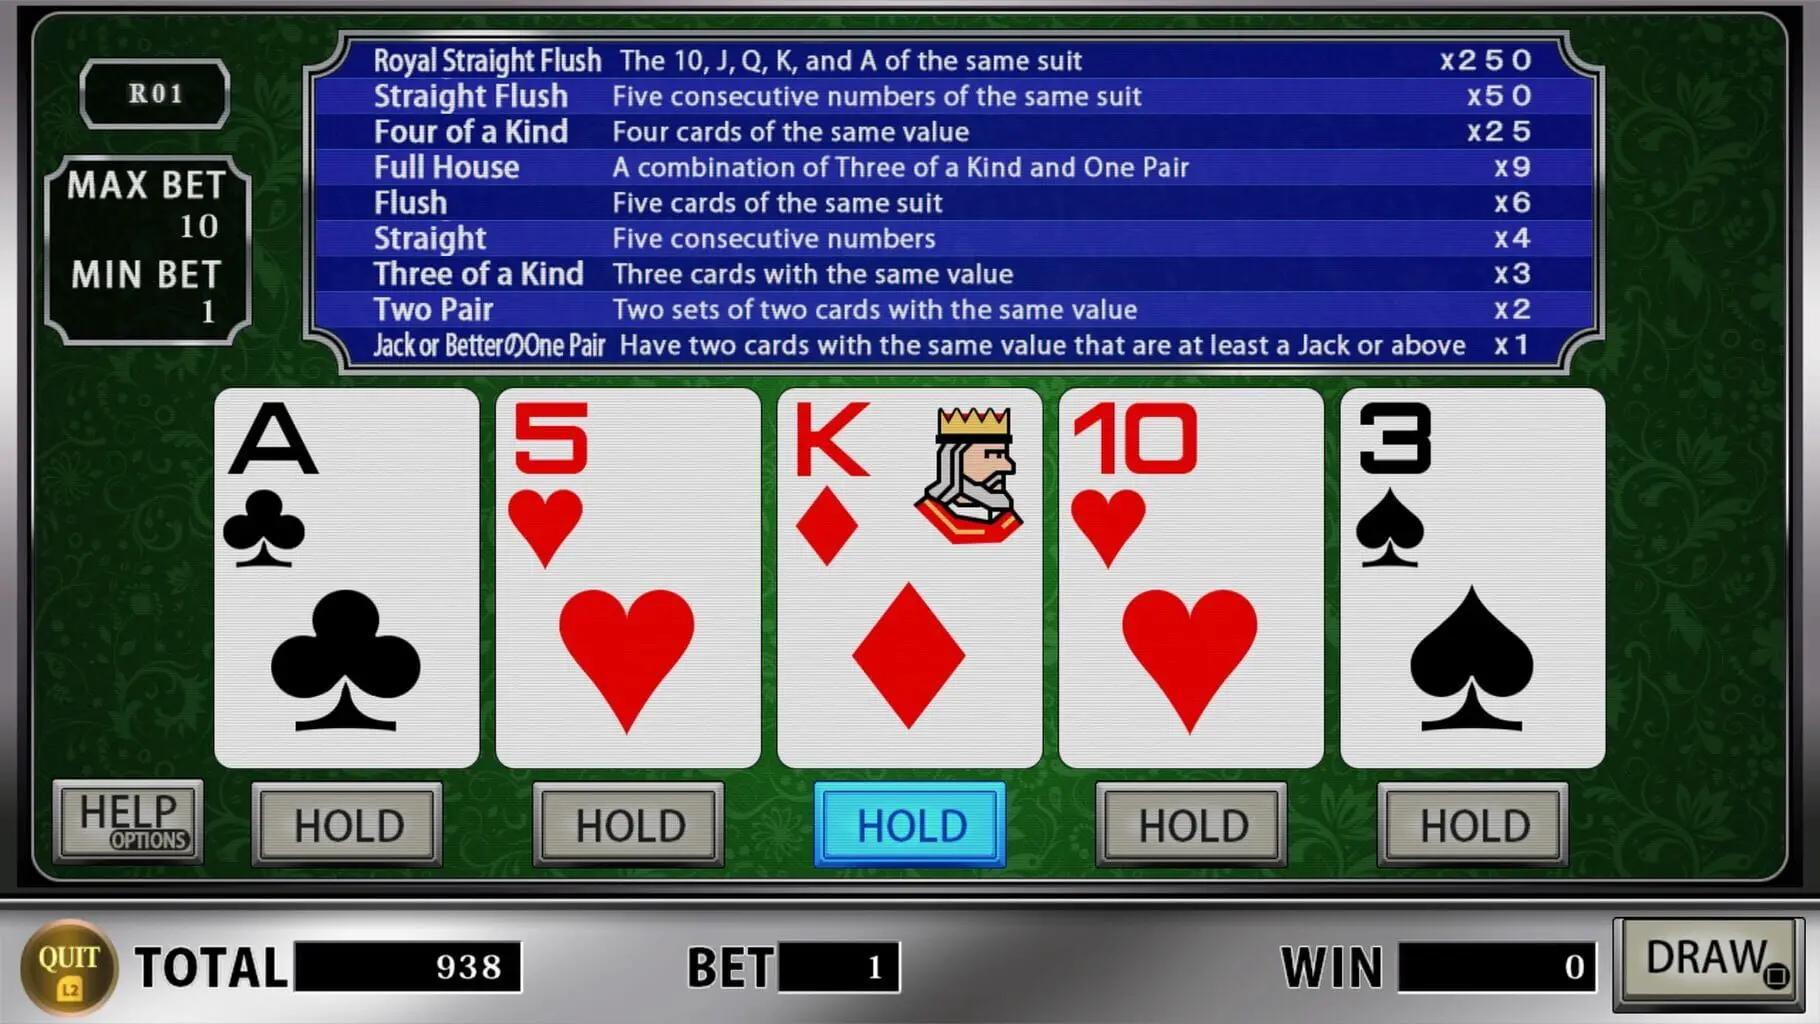 R01
MAX BET
10
MIN BET
1
Royal Straight Flush The 10, J, Q, K, and A of the same suit x250
Straight Flush Five consecutive numbers of the same suit x50
Four of a Kind Four cards of the same value x25
Full House A combination of Three of a Kind and One Pair x9
Flush Five cards of the same suit x6
Straight Five consecutive numbers x4
Three of a Kind Three cards with the same value x3
Two Pair Two sets of two cards with the same value x2
Jack or BetterのOne Pair Have two cards with the same value that are at least a Jack or above x1
A 5 K 10 3
HELP
OPTIONS
HOLD HOLD HOLD HOLD HOLD
QUIT
L2
TOTAL 938 BET 1 WIN 0 DRAW